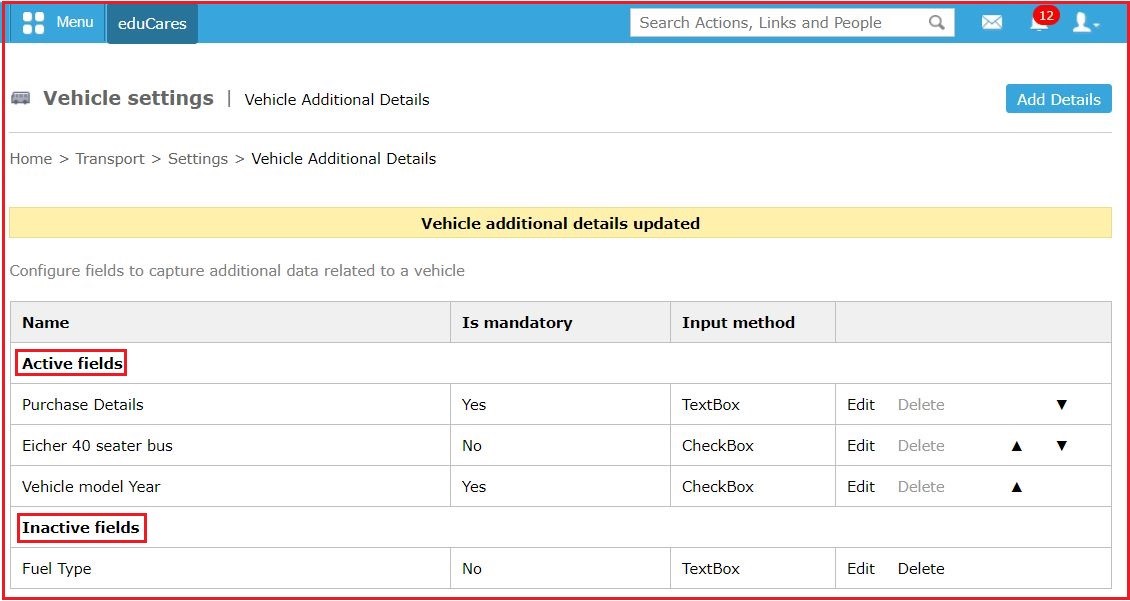 Menu eduCares Search Actions, Links and People 12
Vehicle settings | Vehicle Additional Details Add Details
Home > Transport > Settings > Vehicle Additional Details
Vehicle additional details updated
Configure fields to capture additional data related to a vehicle
Name Is mandatory Input method
Active fields
Purchase Details Yes TextBox Edit Delete ▼
Eicher 40 seater bus No CheckBox Edit Delete ▲ ▼
Vehicle model Year Yes CheckBox Edit Delete ▲
Inactive fields
Fuel Type No TextBox Edit Delete